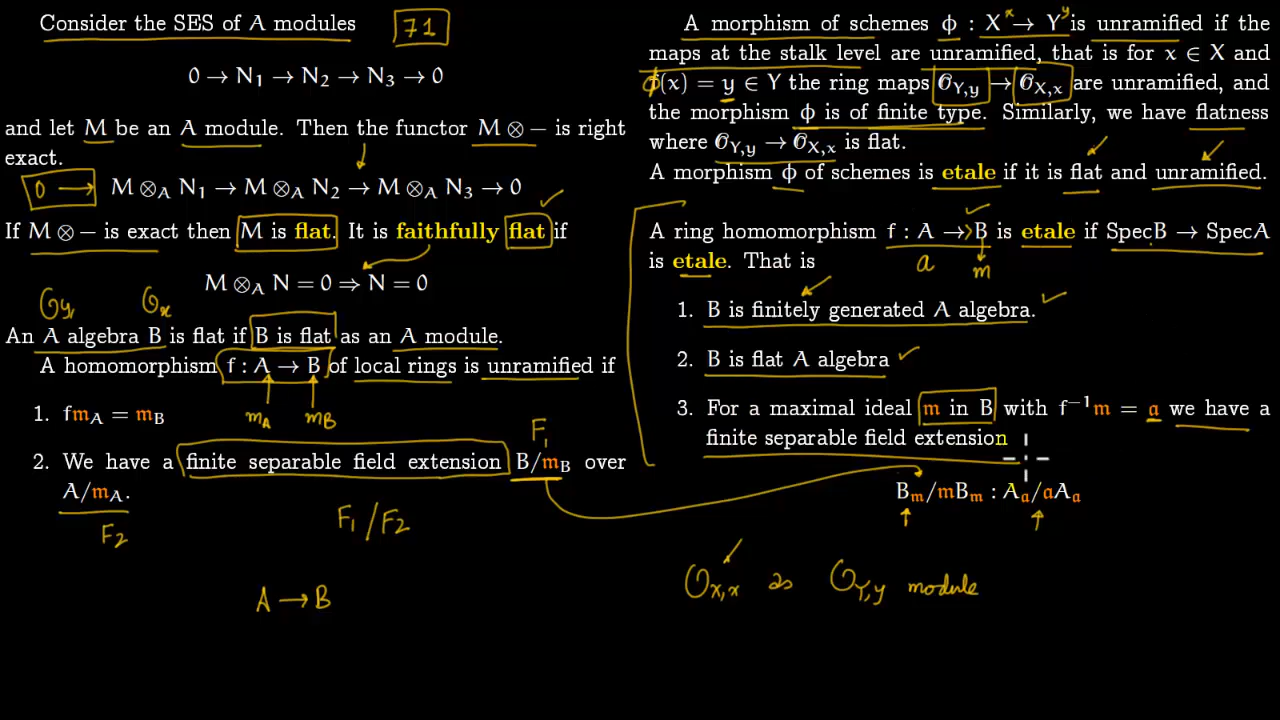 Consider the SES of A modules
71
0 → N₁ → N₂ → N₃ → 0
and let M be an A module. Then the functor M ⊗ − is right
exact.
0 → M ⊗_A N₁ → M ⊗_A N₂ → M ⊗_A N₃ → 0
If M ⊗ − is exact then M is flat. It is faithfully flat if
M ⊗_A N = 0 ⇒ N = 0
𝒪_y 𝒪_x
An A algebra B is flat if B is flat as an A module.
A homomorphism f : A → B of local rings is unramified if
m_A m_B
1. f𝔪_A = 𝔪_B
F₁
2. We have a finite separable field extension B/𝔪_B over
A/𝔪_A.
F₂
F₁/F₂
A → B
A morphism of schemes ϕ : X^x → Y^y is unramified if the
maps at the stalk level are unramified, that is for x ∈ X and
ϕ(x) = y ∈ Y the ring maps 𝒪_{Y,y} → 𝒪_{X,x} are unramified, and
the morphism ϕ is of finite type. Similarly, we have flatness
where 𝒪_{Y,y} → 𝒪_{X,x} is flat.
A morphism ϕ of schemes is etale if it is flat and unramified.
A ring homomorphism f : A → B is etale if SpecB → SpecA
is etale. That is
a m
1. B is finitely generated A algebra.
2. B is flat A algebra
3. For a maximal ideal 𝔪 in B with f⁻¹𝔪 = 𝔞 we have a
finite separable field extension
B_𝔪/𝔪B_𝔪 : A_𝔞/𝔞A_𝔞
𝒪_{X,x} as 𝒪_{Y,y} module